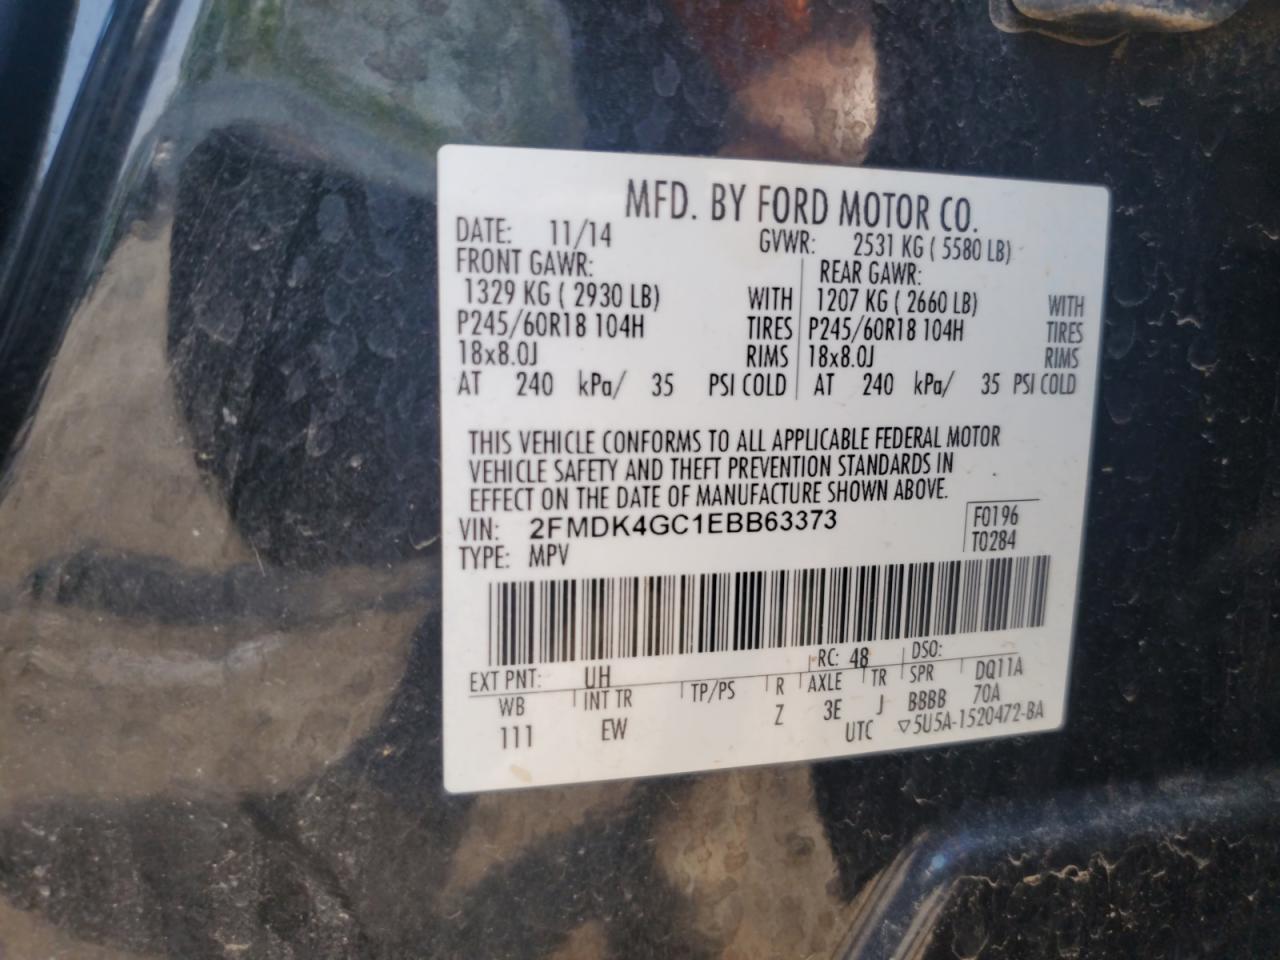 MFD. BY FORD MOTOR CO.
DATE: 11/14 GVWR: 2531 KG ( 5580 LB)
FRONT GAWR: REAR GAWR:
1329 KG ( 2930 LB) WITH 1207 KG ( 2660 LB) WITH
P245/60R18 104H TIRES P245/60R18 104H TIRES
18x8.0J RIMS 18x8.0J RIMS
AT 240 kPa/ 35 PSI COLD AT 240 kPa/ 35 PSI COLD
THIS VEHICLE CONFORMS TO ALL APPLICABLE FEDERAL MOTOR
VEHICLE SAFETY AND THEFT PREVENTION STANDARDS IN
EFFECT ON THE DATE OF MANUFACTURE SHOWN ABOVE.
VIN: 2FMDK4GC1EBB63373 F0196
TYPE: MPV T0284
EXT PNT: UH RC: 48 DSO:
WB INT TR TP/PS R AXLE TR SPR DQ11A
111 EW Z 3E J BBBB 70A
UTC ▽5U5A-1520472-BA